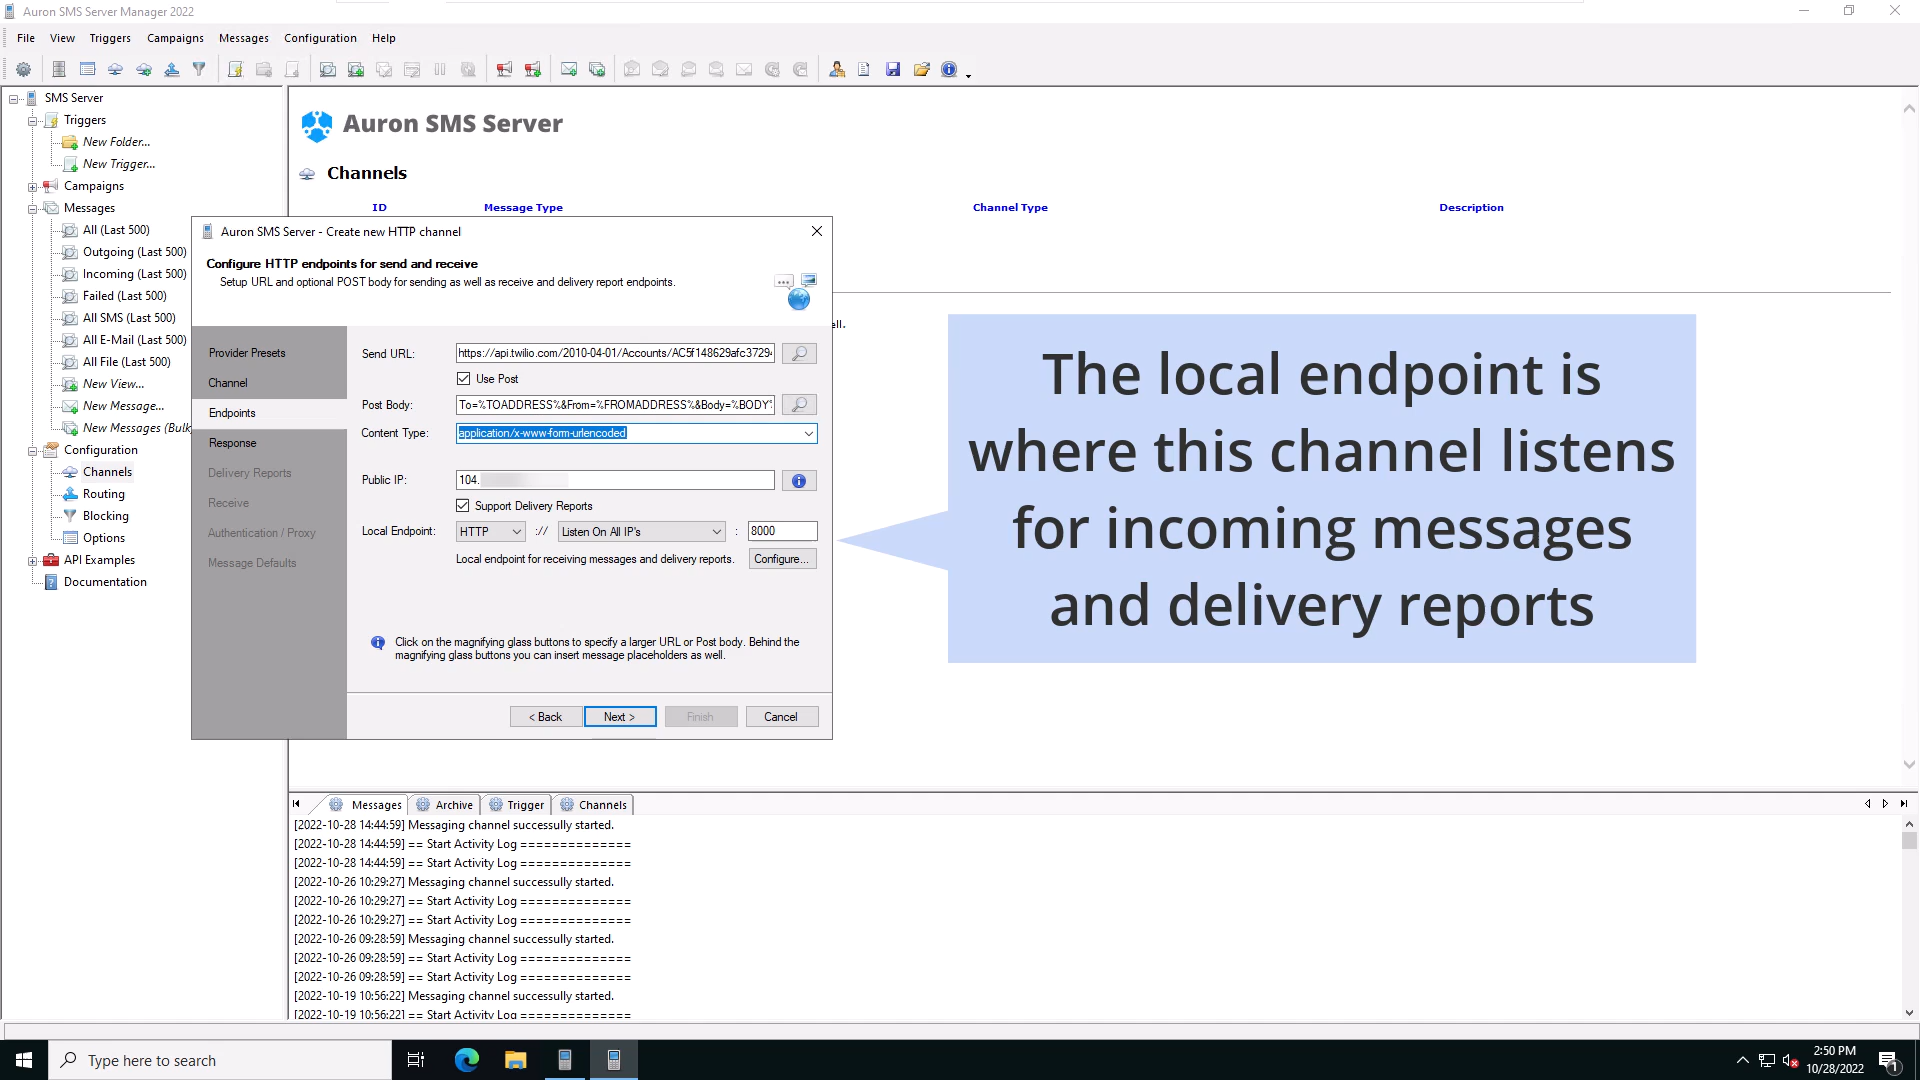 Auron SMS Server Manager 2022
File View Triggers Campaigns Messages Configuration Help
SMS Server
Triggers
New Folder...
New Trigger...
Campaigns
Messages
All (Last 500)
Outgoing (Last 500)
Incoming (Last 500)
Failed (Last 500)
All SMS (Last 500)
All E-Mail (Last 500)
All File (Last 500)
New View...
New Message...
New Messages (Bulk
Configuration
Channels
Routing
Blocking
Options
API Examples
Documentation
Auron SMS Server
Channels
ID Message Type Channel Type Description
ell.
Auron SMS Server - Create new HTTP channel
Configure HTTP endpoints for send and receive
Setup URL and optional POST body for sending as well as receive and delivery report endpoints.
Provider Presets
Channel
Endpoints
Response
Delivery Reports
Receive
Authentication / Proxy
Message Defaults
Send URL: https://api.twilio.com/2010-04-01/Accounts/AC5f148629afc3729
Use Post
Post Body: To=%TOADDRESS%&From=%FROMADDRESS%&Body=%BODY%
Content Type: application/x-www-form-urlencoded
Public IP: 104.
Support Delivery Reports
Local Endpoint: HTTP :// Listen On All IP's : 8000
Local endpoint for receiving messages and delivery reports. Configure...
Click on the magnifying glass buttons to specify a larger URL or Post body. Behind the
magnifying glass buttons you can insert message placeholders as well.
< Back Next > Finish Cancel
The local endpoint is
where this channel listens
for incoming messages
and delivery reports
Messages Archive Trigger Channels
[2022-10-28 14:44:59] Messaging channel successully started.
[2022-10-28 14:44:59] == Start Activity Log ==============
[2022-10-28 14:44:59] == Start Activity Log ==============
[2022-10-26 10:29:27] Messaging channel successully started.
[2022-10-26 10:29:27] == Start Activity Log ==============
[2022-10-26 10:29:27] == Start Activity Log ==============
[2022-10-26 09:28:59] Messaging channel successully started.
[2022-10-26 09:28:59] == Start Activity Log ==============
[2022-10-26 09:28:59] == Start Activity Log ==============
[2022-10-19 10:56:22] Messaging channel successully started.
[2022-10-19 10:56:22] == Start Activity Log ==============
Type here to search
2:50 PM
10/28/2022
1